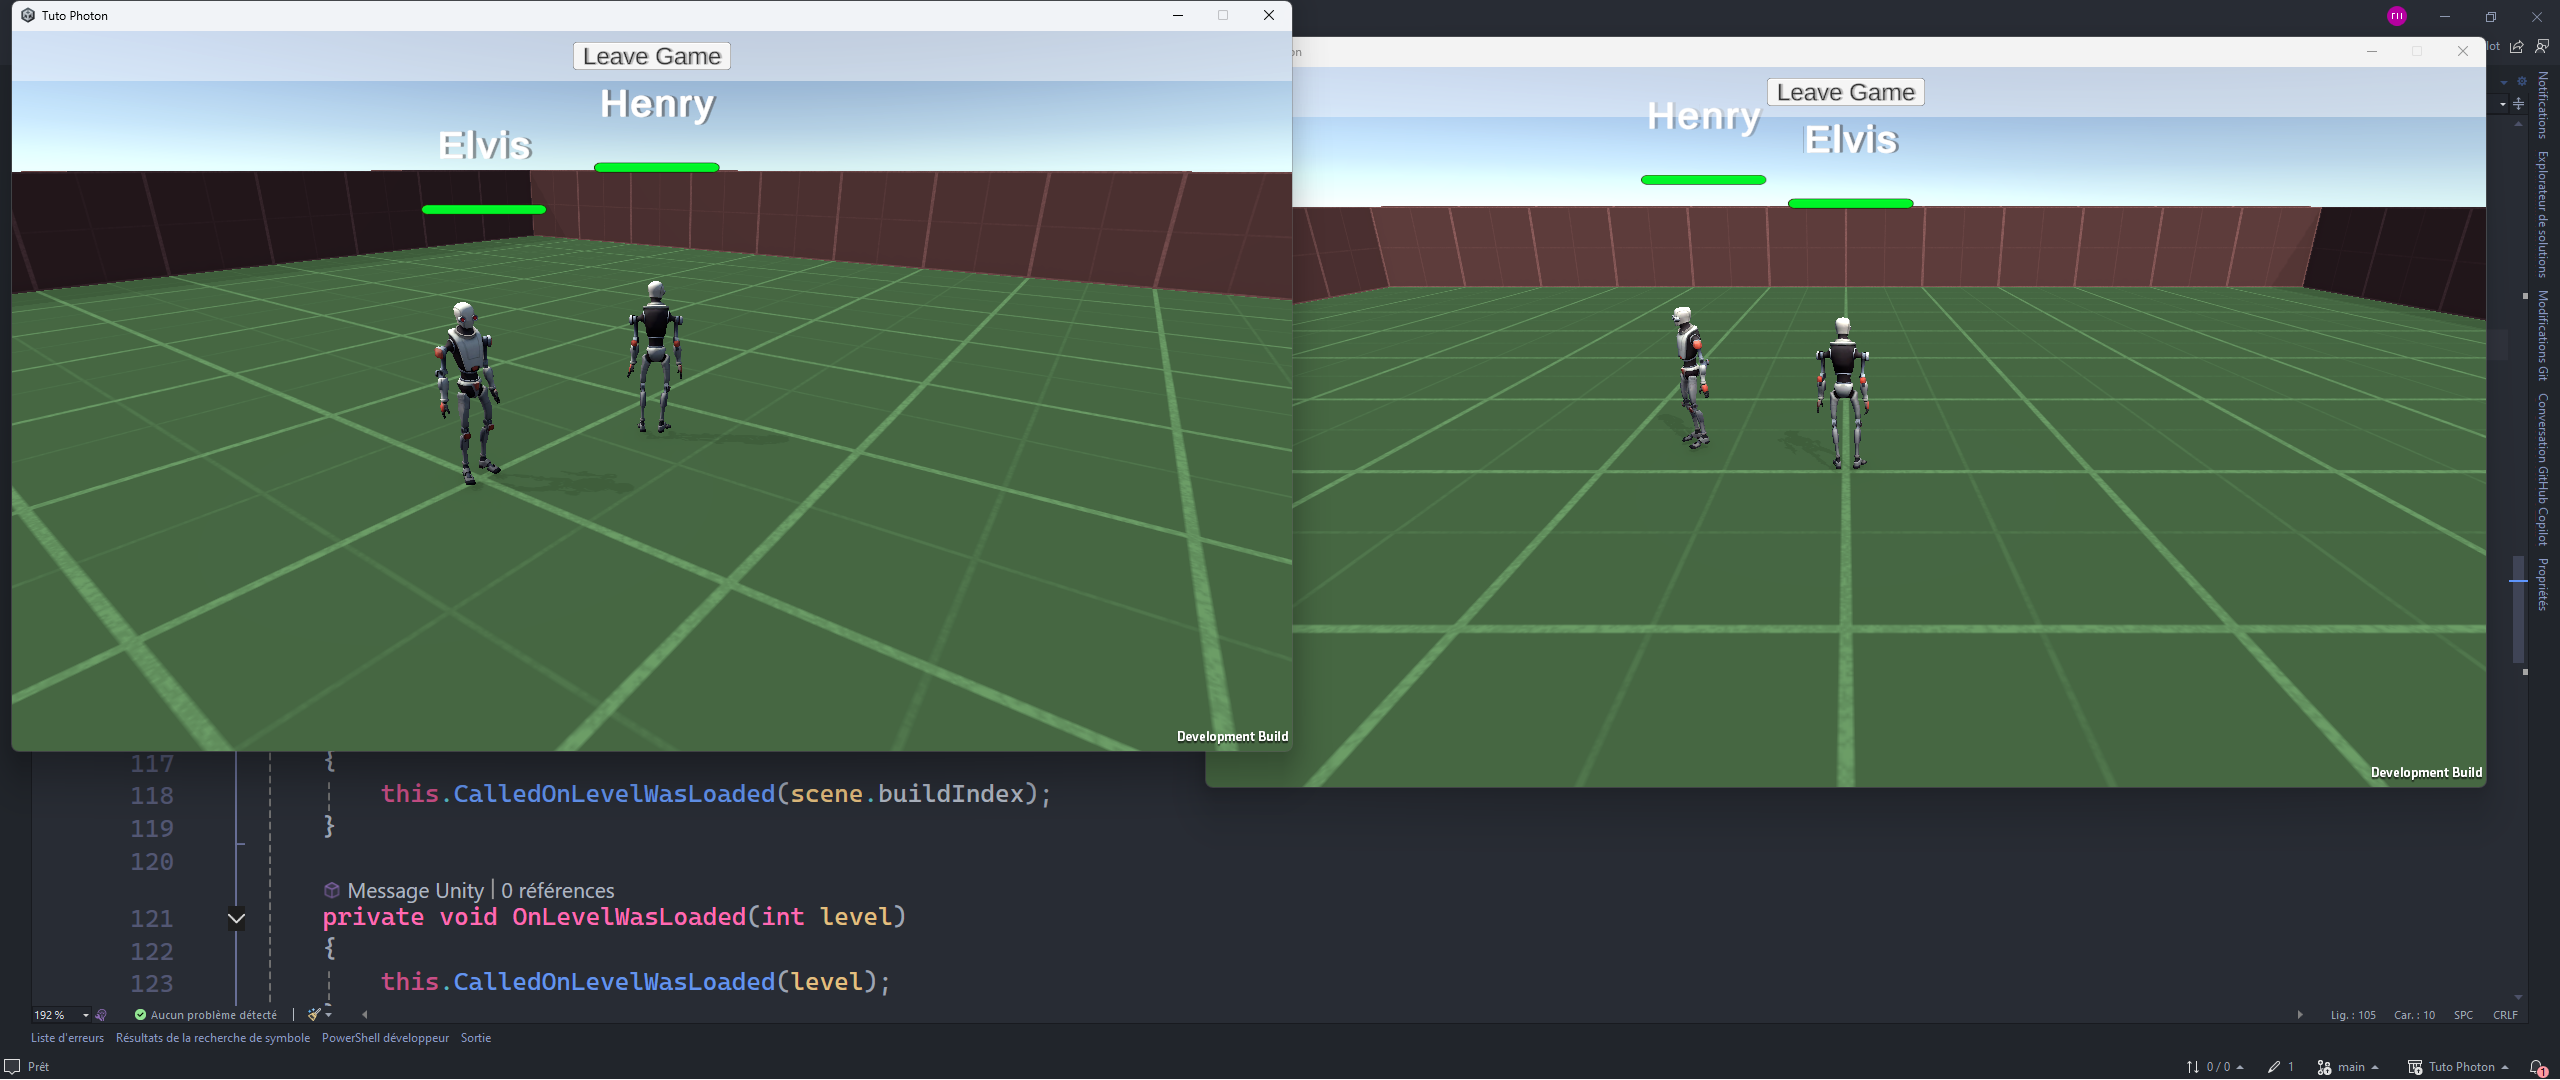 Tuto Photon
Leave Game
Henry
Elvis
Development Build
on
Leave Game
Henry
Elvis
Development Build
lot
Notifications
Explorateur de solutions
Modifications Git
Conversation GitHub Copilot
Propriétés
117 {
118 this.CalledOnLevelWasLoaded(scene.buildIndex);
119 }
120
Message Unity | 0 références
121 private void OnLevelWasLoaded(int level)
122 {
123 this.CalledOnLevelWasLoaded(level);
192 %
Aucun problème détecté
Lig. : 105 Car. : 10 SPC CRLF
Liste d'erreurs Résultats de la recherche de symbole PowerShell développeur Sortie
Prêt
0 / 0 1 main Tuto Photon 1